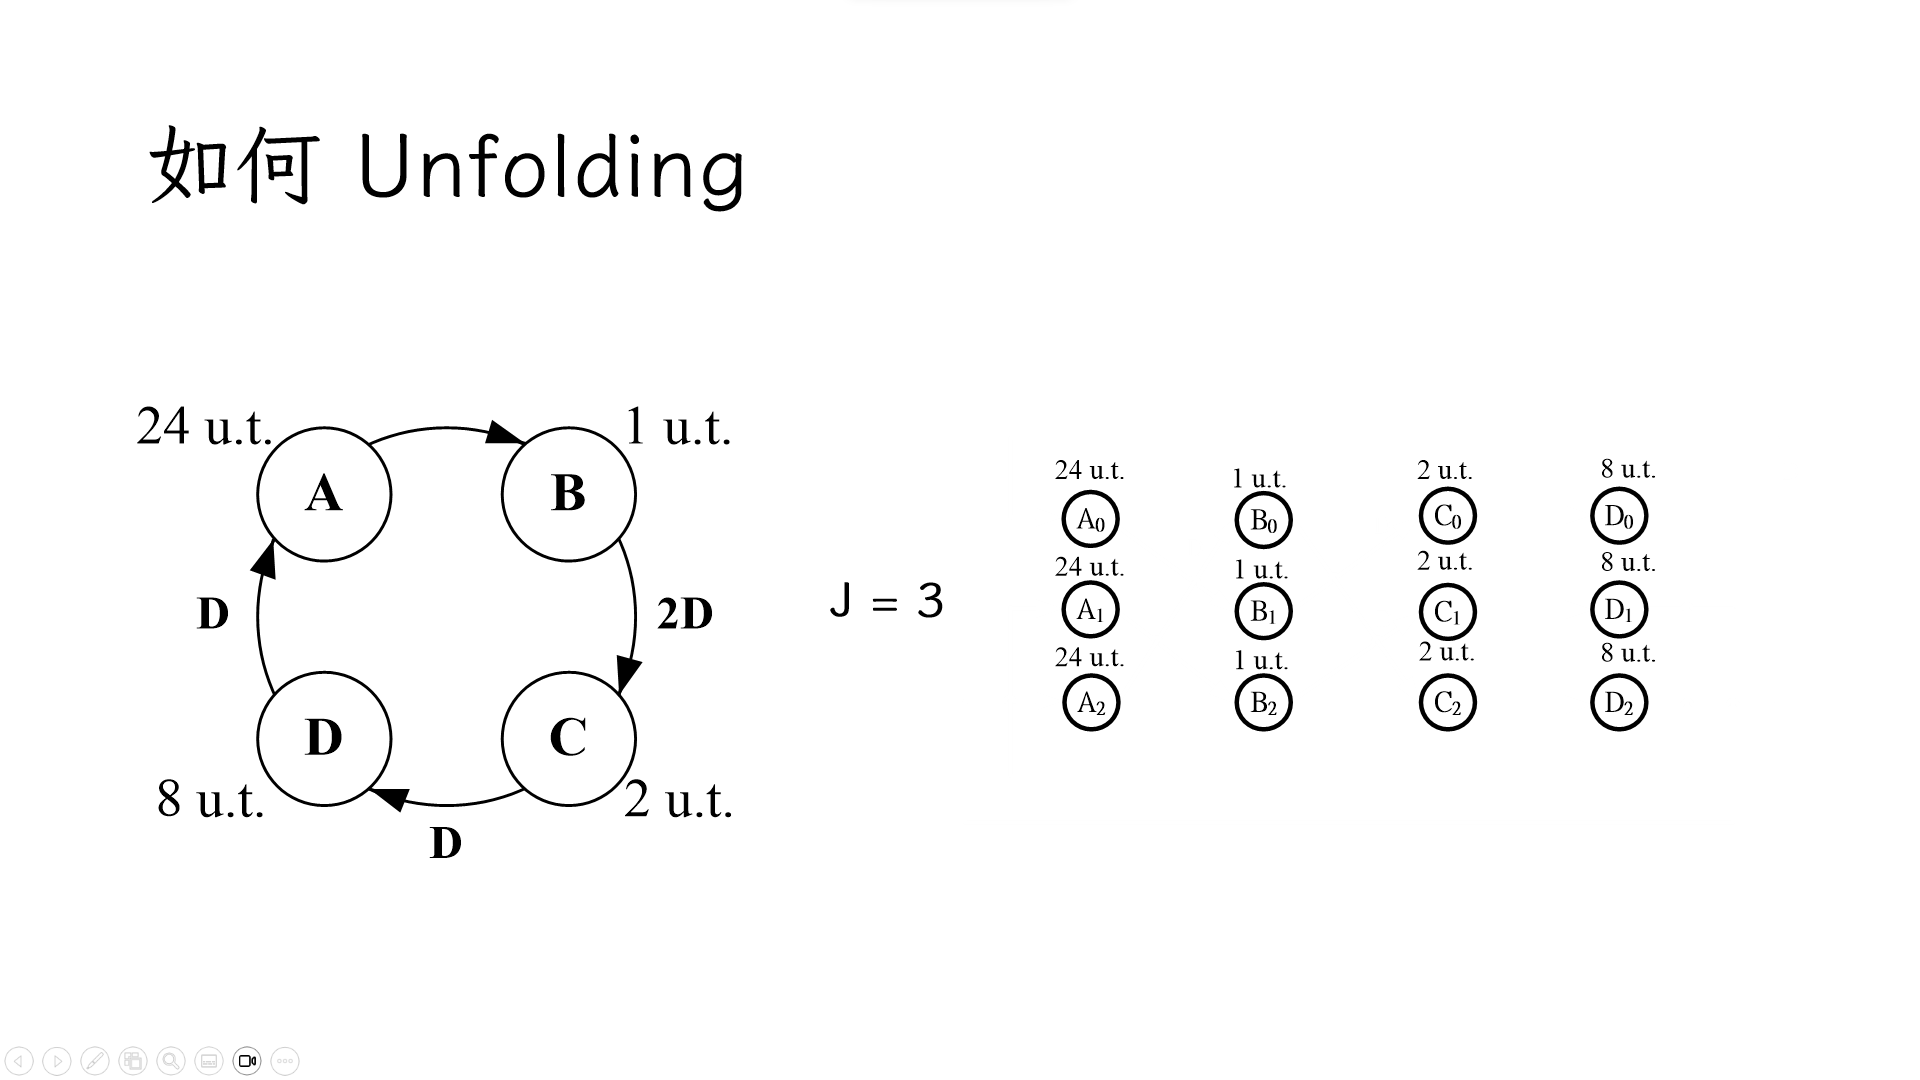 如何 Unfolding
24 u.t.
1 u.t.
A
B
D
2D
D
C
8 u.t.
2 u.t.
D
J = 3
24 u.t.
1 u.t.
2 u.t.
8 u.t.
A₀
B₀
C₀
D₀
24 u.t.
1 u.t.
2 u.t.
8 u.t.
A₁
B₁
C₁
D₁
24 u.t.
1 u.t.
2 u.t.
8 u.t.
A₂
B₂
C₂
D₂